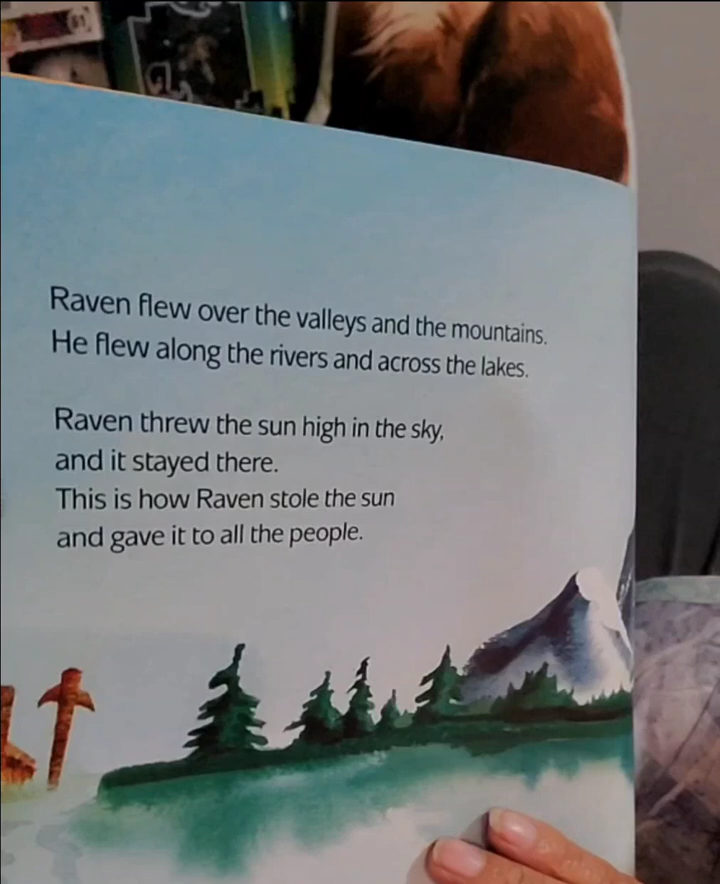 Raven flew over the valleys and the mountains.
He flew along the rivers and across the lakes.
Raven threw the sun high in the sky,
and it stayed there.
This is how Raven stole the sun
and gave it to all the people.